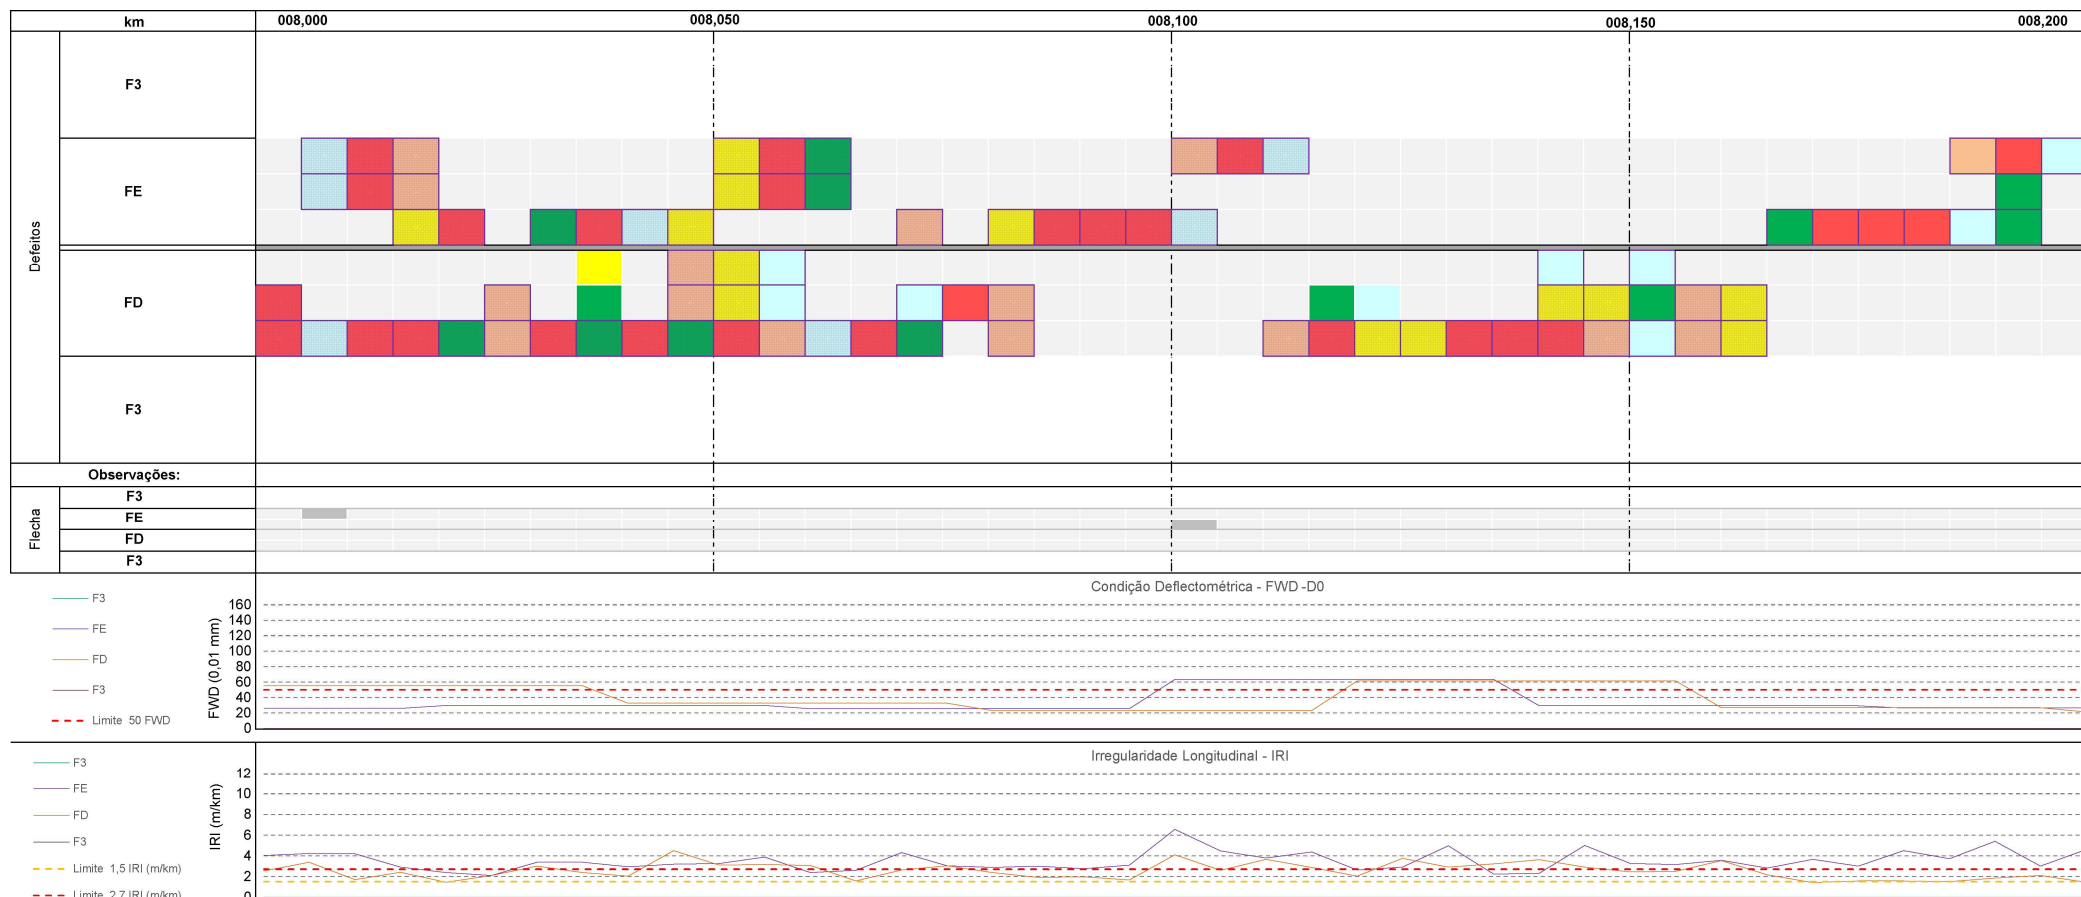 km 008,000 008,050 008,100 008,150 008,200
Defeitos
F3
FE
FD
F3
Observações:
Flecha
F3
FE
FD
F3
Condição Deflectométrica - FWD -D0
F3
FE
FD
F3
Limite 50 FWD
FWD (0,01 mm)
160
140
120
100
80
60
40
20
0
Irregularidade Longitudinal - IRI
F3
FE
FD
F3
Limite 1,5 IRI (m/km)
Limite 2,7 IRI (m/km)
IRI (m/km)
12
10
8
6
4
2
0